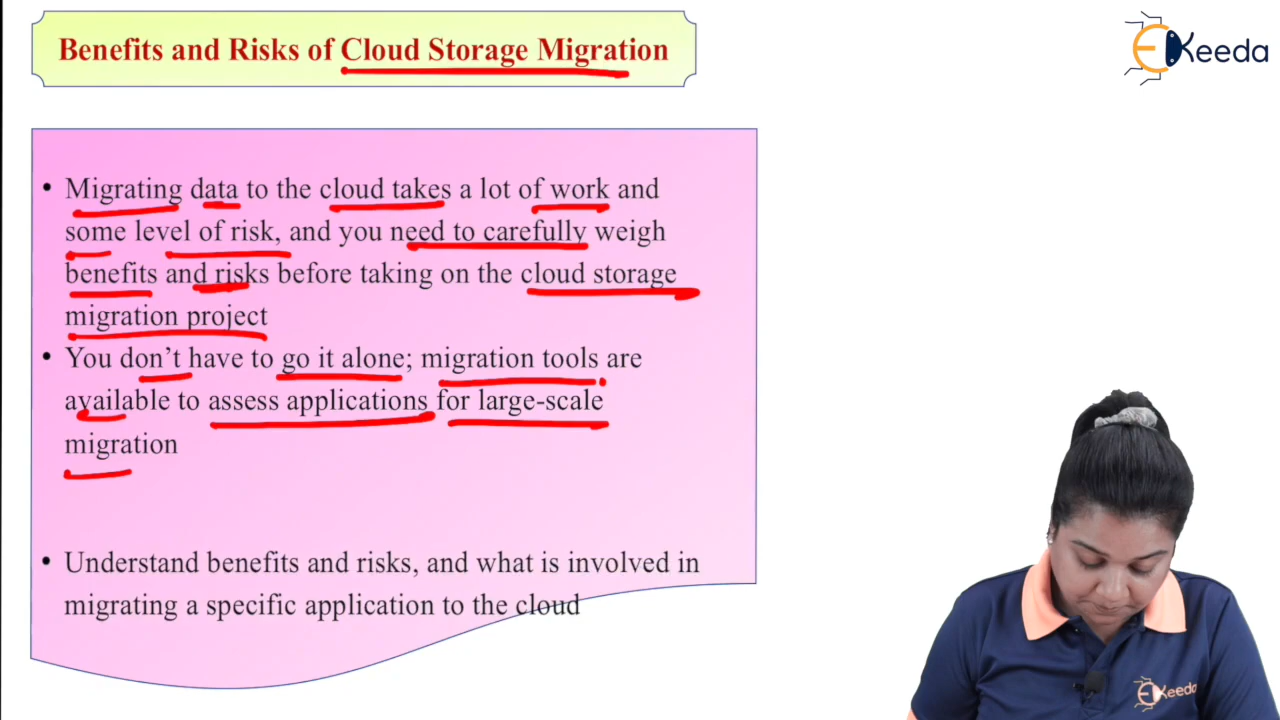 Benefits and Risks of Cloud Storage Migration
EKeeda
• Migrating data to the cloud takes a lot of work and
some level of risk, and you need to carefully weigh
benefits and risks before taking on the cloud storage
migration project
• You don’t have to go it alone; migration tools are
available to assess applications for large-scale
migration
• Understand benefits and risks, and what is involved in
migrating a specific application to the cloud
EKeeda